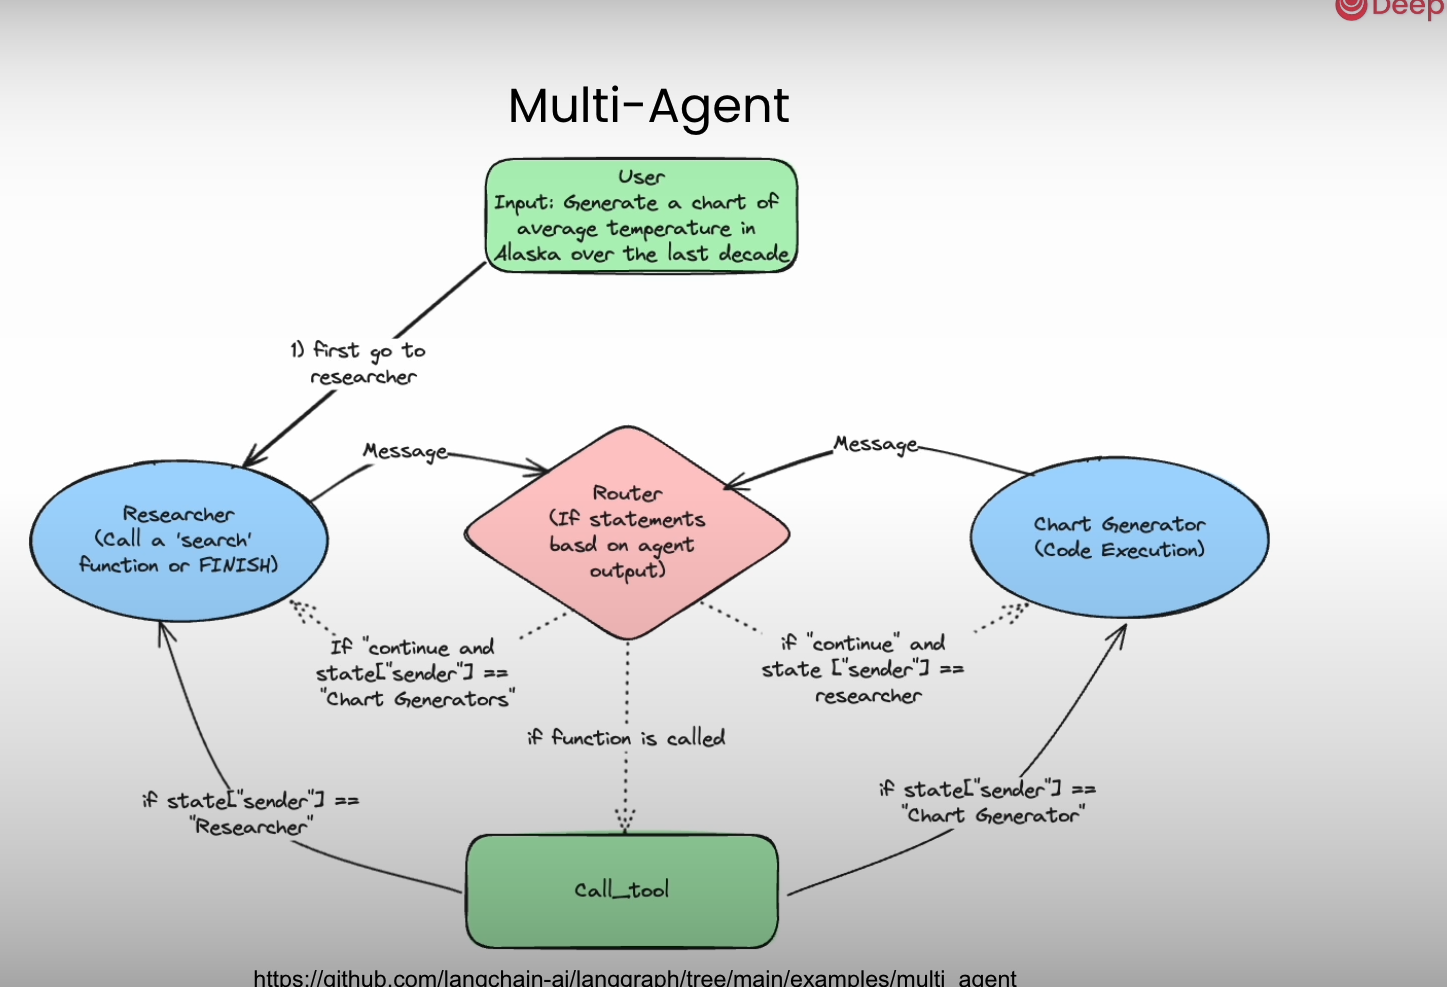 Deep
Multi-Agent
User
Input: Generate a chart of
average temperature in
Alaska over the last decade
1) first go to
researcher
Message
Message
Researcher
(Call a 'search'
function or FINISH)
Router
(If statements
basd on agent
output)
Chart Generator
(Code Execution)
If "continue and
state["sender"] ==
"Chart Generators"
if "continue" and
state ["sender"] ==
researcher
if function is called
if state["sender"] ==
"Researcher"
if state["sender"] ==
"Chart Generator"
Call_tool
https://github.com/langchain-ai/langgraph/tree/main/examples/multi_agent